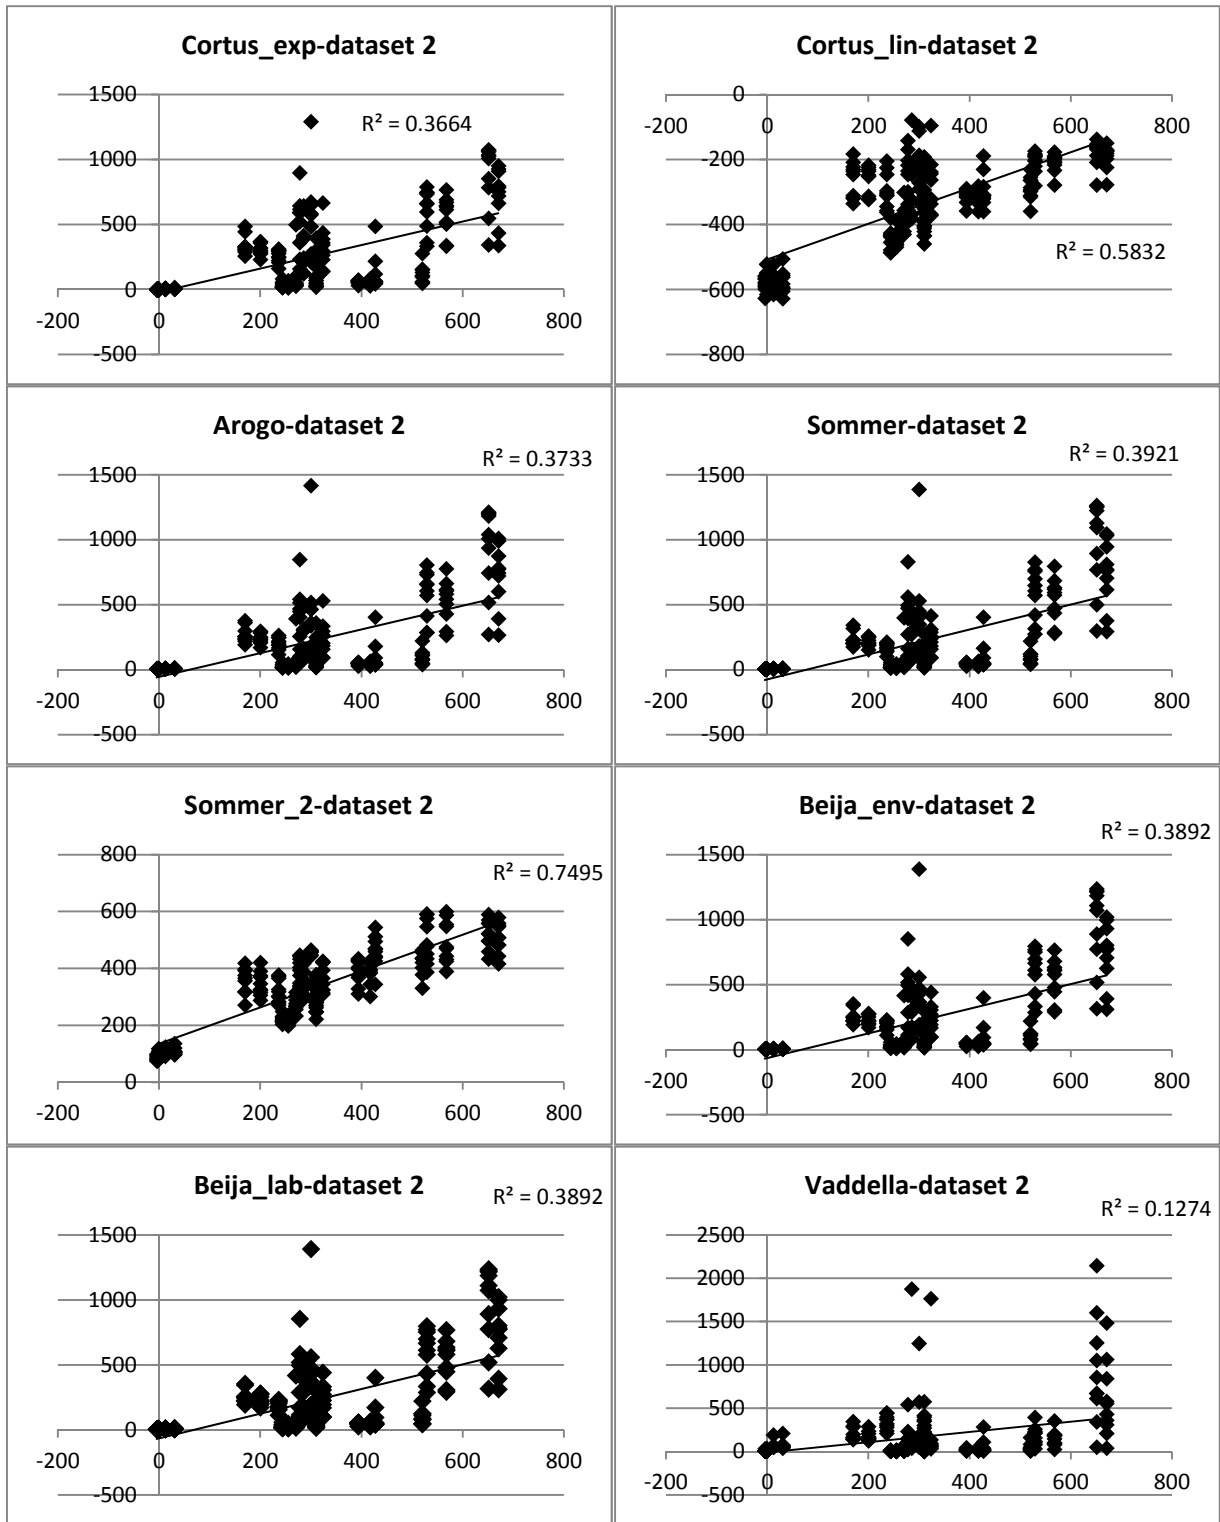 Cortus_exp-dataset 2
R² = 0.3664
1500
1000
500
0
-500
-200 0 200 400 600 800
Cortus_lin-dataset 2
0
-200 0 200 400 600 800
-200
-400
R² = 0.5832
-600
-800
Arogo-dataset 2
R² = 0.3733
1500
1000
500
0
-200 0 200 400 600 800
-500
Sommer-dataset 2
R² = 0.3921
1500
1000
500
0
-200 0 200 400 600 800
-500
Sommer_2-dataset 2
R² = 0.7495
800
600
400
200
0
-200 0 200 400 600 800
Beija_env-dataset 2
R² = 0.3892
1500
1000
500
0
-200 0 200 400 600 800
-500
Beija_lab-dataset 2
R² = 0.3892
1500
1000
500
0
-200 0 200 400 600 800
-500
Vaddella-dataset 2
R² = 0.1274
2500
2000
1500
1000
500
0
-200 0 200 400 600 800
-500